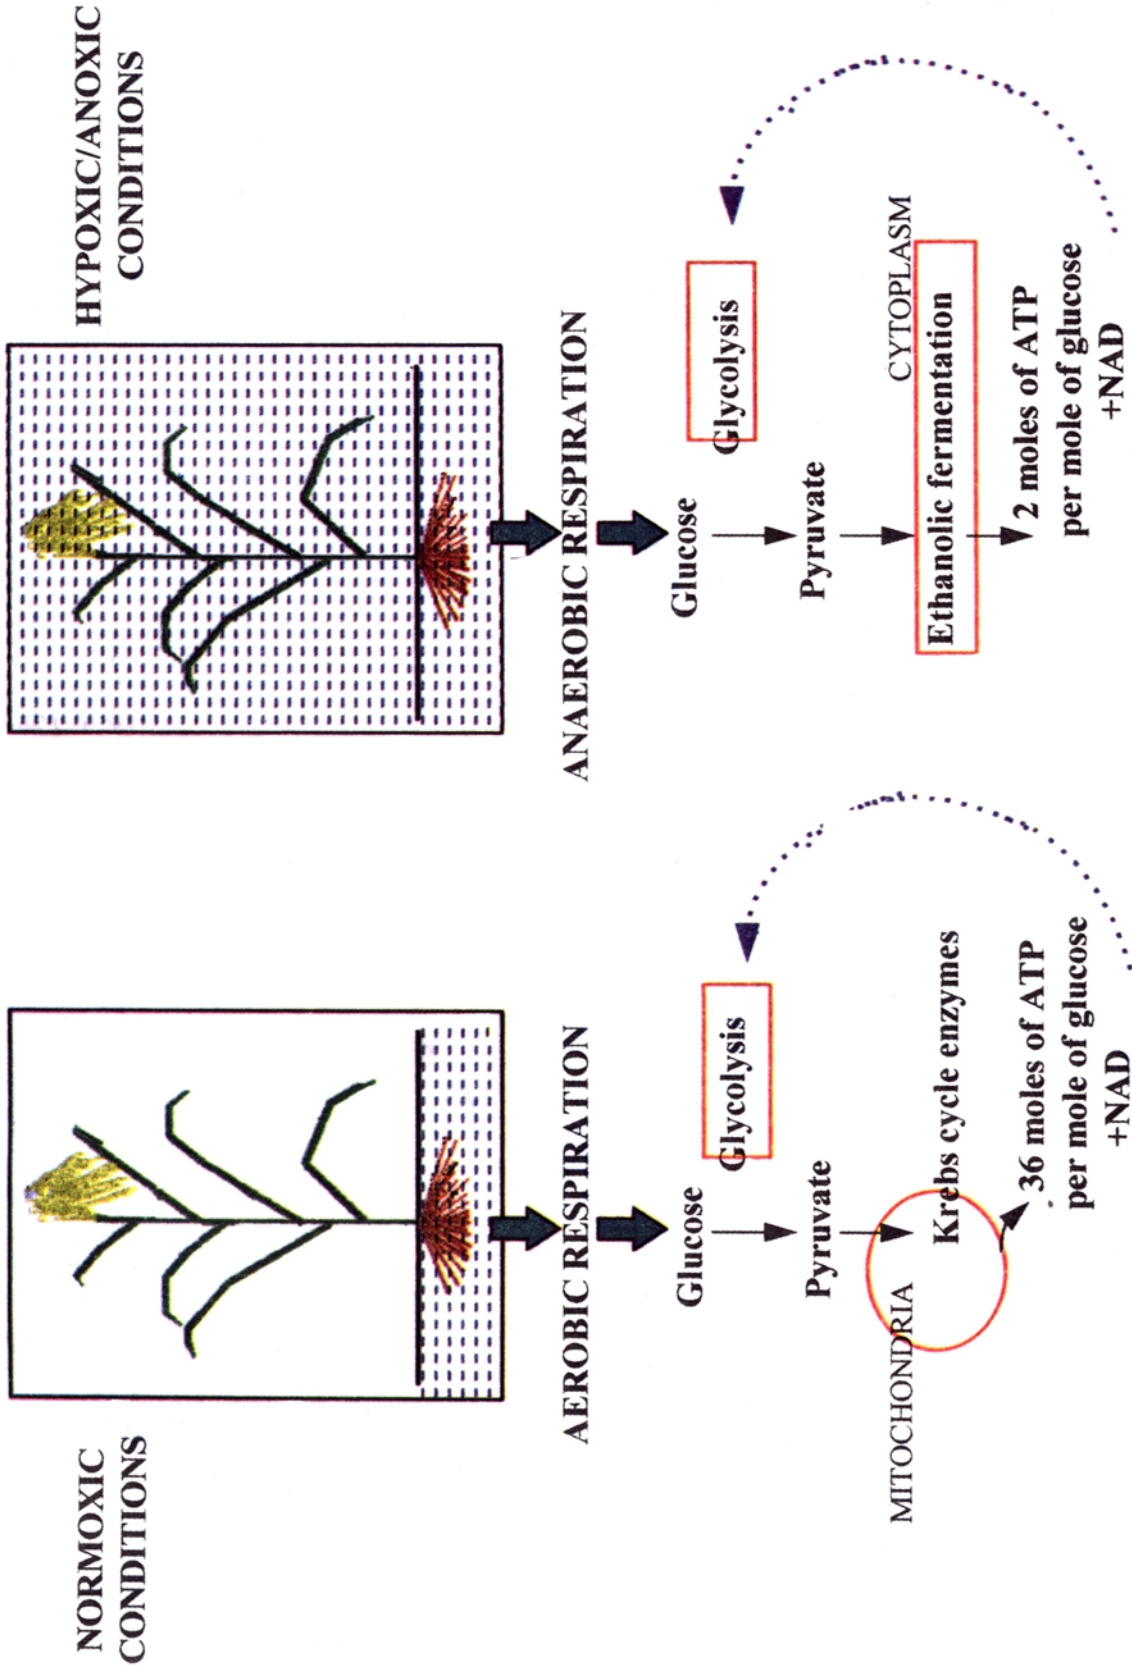 NORMOXIC
CONDITIONS
AEROBIC RESPIRATION
Glucose
Glycolysis
Pyruvate
MITOCHONDRIA
Krebs cycle enzymes
36 moles of ATP
per mole of glucose
+NAD
HYPOXIC/ANOXIC
CONDITIONS
ANAEROBIC RESPIRATION
Glucose
Glycolysis
Pyruvate
CYTOPLASM
Ethanolic fermentation
2 moles of ATP
per mole of glucose
+NAD